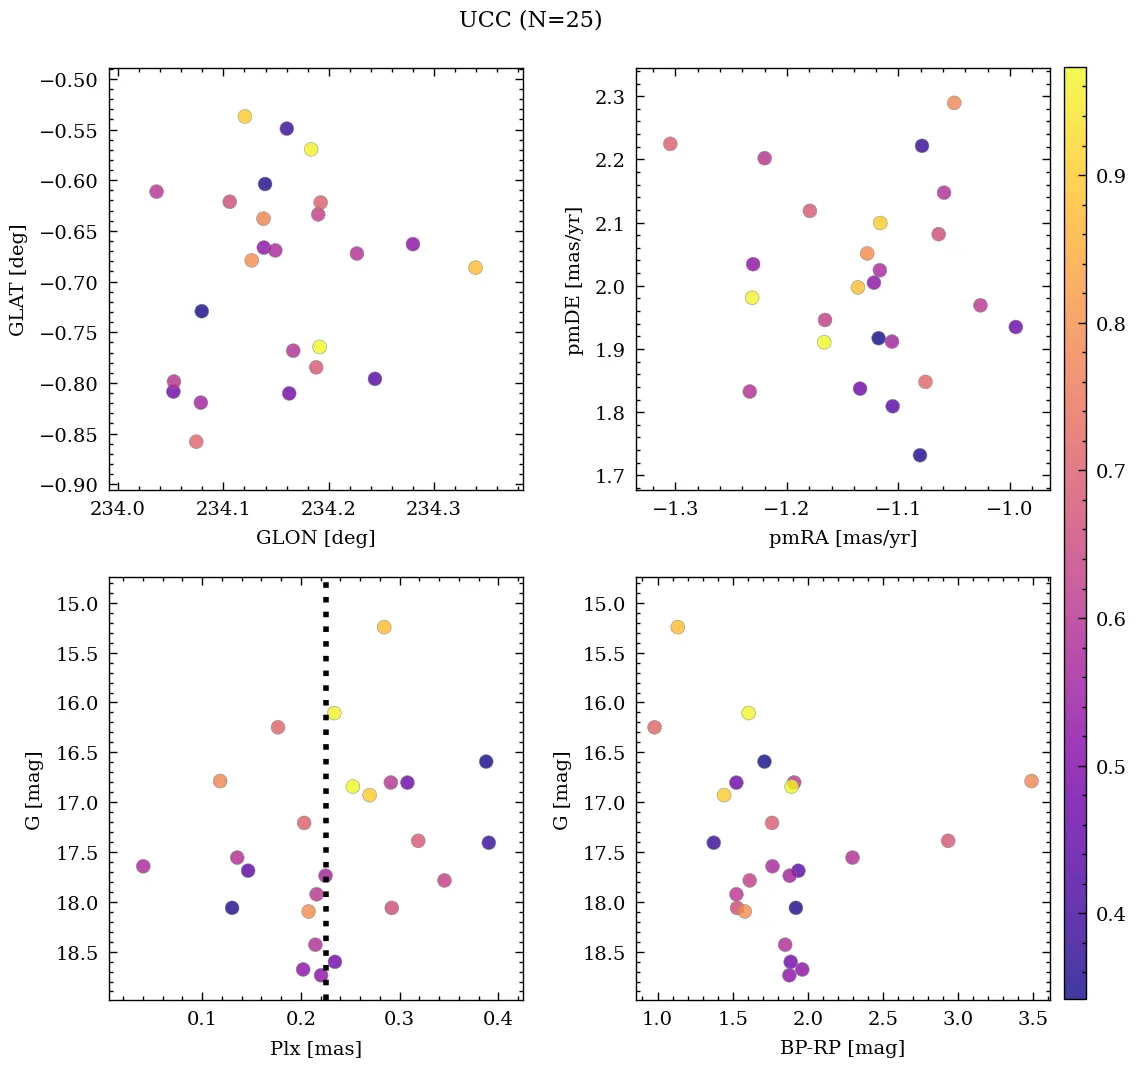 UCC (N=25)
−0.50
−0.55
−0.60
−0.65
−0.70
−0.75
−0.80
−0.85
−0.90
GLAT [deg]
234.0 234.1 234.2 234.3
GLON [deg]
2.3
2.2
2.1
2.0
1.9
1.8
1.7
pmDE [mas/yr]
−1.3 −1.2 −1.1 −1.0
pmRA [mas/yr]
15.0
15.5
16.0
16.5
17.0
17.5
18.0
18.5
G [mag]
0.1 0.2 0.3 0.4
Plx [mas]
15.0
15.5
16.0
16.5
17.0
17.5
18.0
18.5
G [mag]
1.0 1.5 2.0 2.5 3.0 3.5
BP-RP [mag]
0.9
0.8
0.7
0.6
0.5
0.4